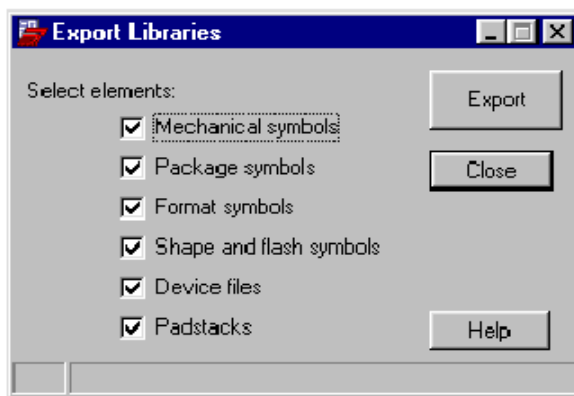 Export Libraries
Select elements:
Mechanical symbols
Package symbols
Format symbols
Shape and flash symbols
Device files
Padstacks
Export
Close
Help